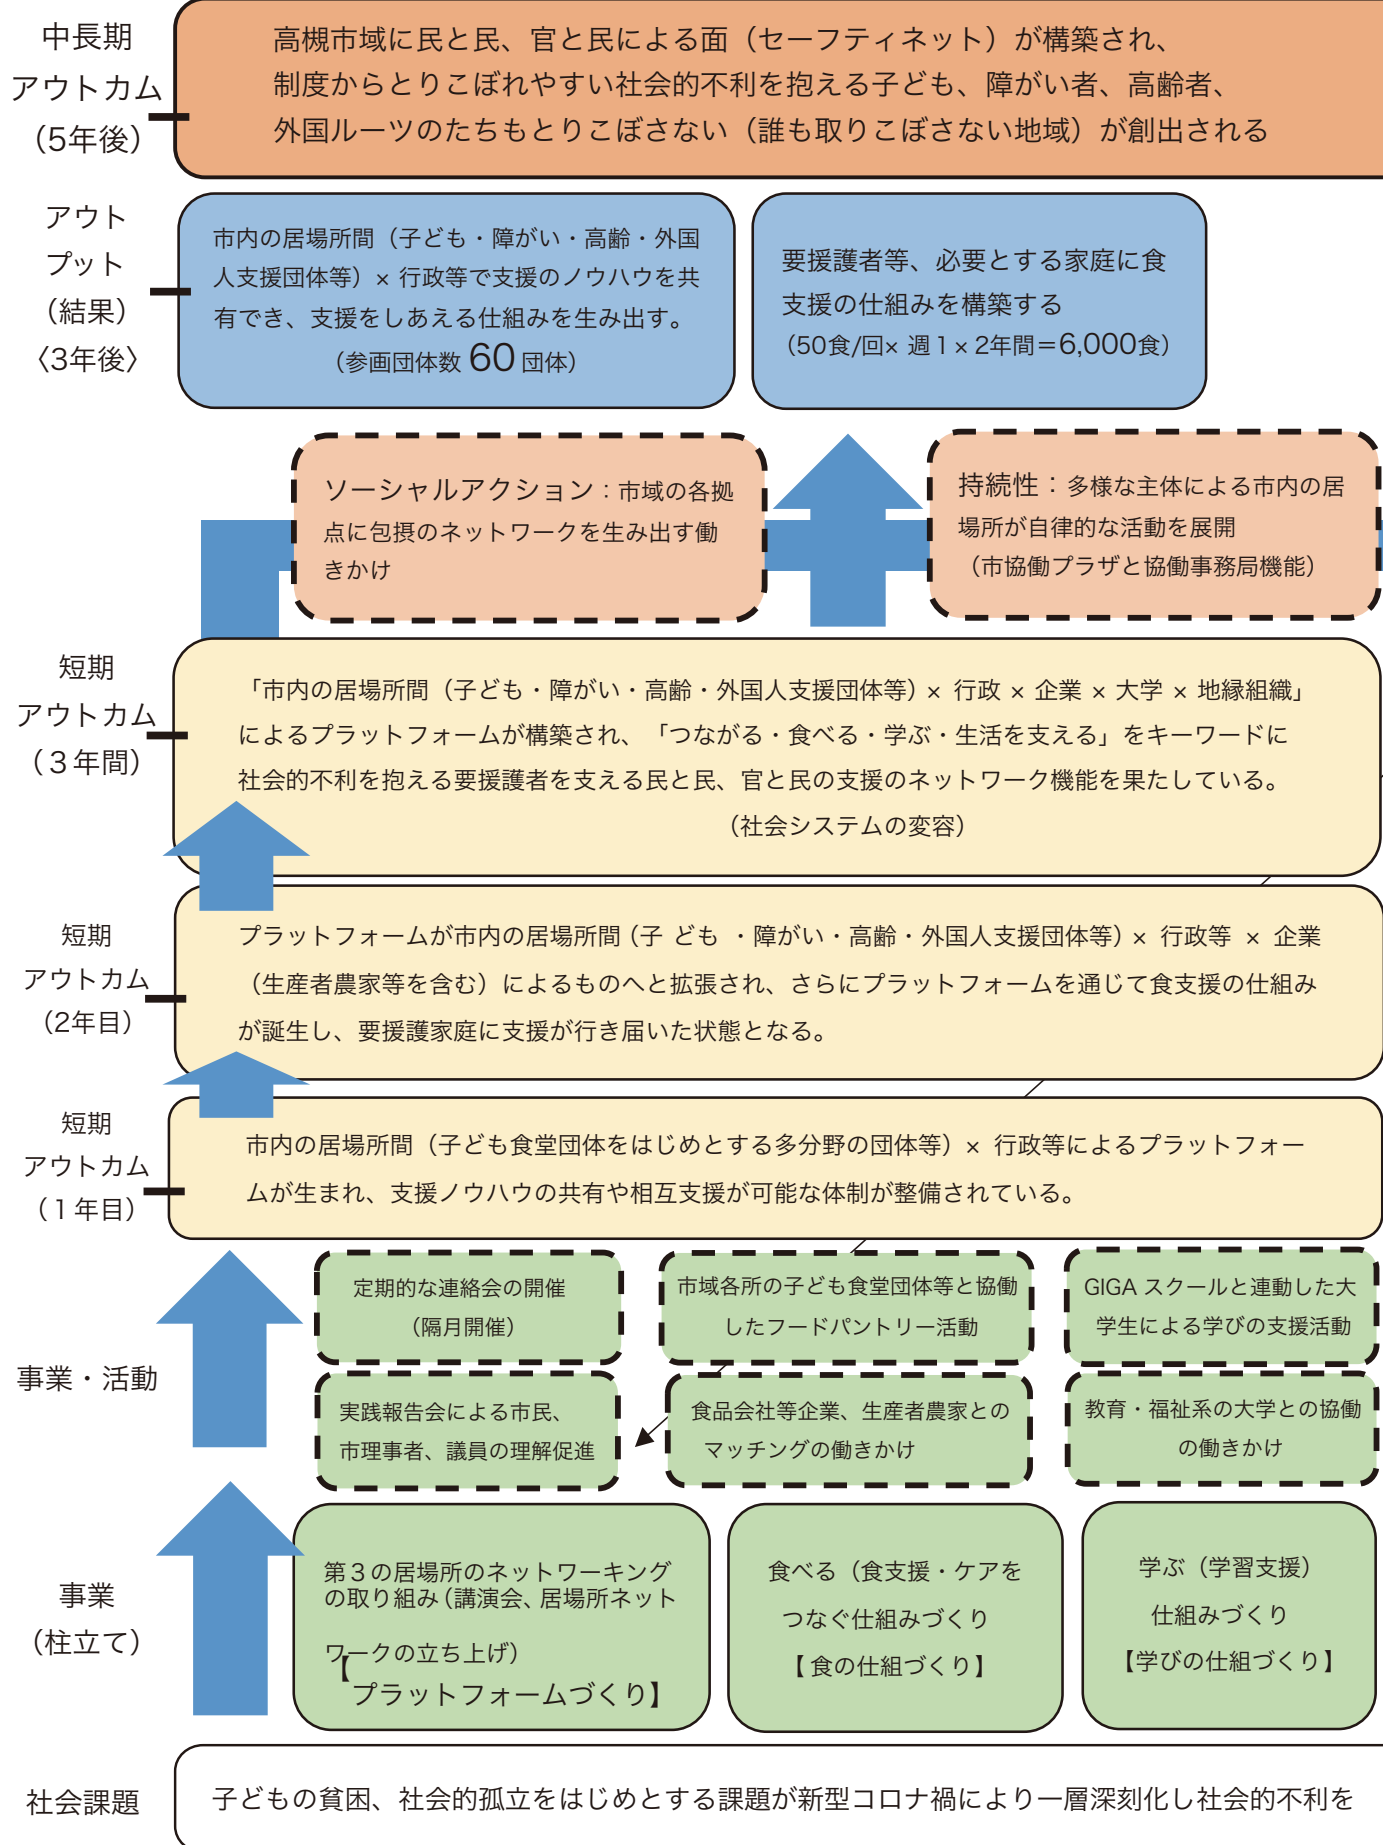 中長期
アウトカム
（5年後）
高槻市域に民と民、官と民による面（セーフティネット）が構築され、
制度からとりこぼれやすい社会的不利を抱える子ども、障がい者、高齢者、
外国ルーツのたちもとりこぼさない（誰も取りこぼさない地域）が創出される
アウト
プット
（結果）
〈3年後〉
市内の居場所間（子ども・障がい・高齢・外国
人支援団体等）× 行政等で支援のノウハウを共
有でき、支援をしあえる仕組みを生み出す。
（参画団体数 60 団体）
要援護者等、必要とする家庭に食
支援の仕組みを構築する
（50食/回× 週１× 2年間＝6,000食）
ソーシャルアクション：市域の各拠
点に包摂のネットワークを生み出す働
きかけ
持続性：多様な主体による市内の居
場所が自律的な活動を展開
（市協働プラザと協働事務局機能）
短期
アウトカム
（３年間）
「市内の居場所間（子ども・障がい・高齢・外国人支援団体等）× 行政 × 企業 × 大学 × 地縁組織」
によるプラットフォームが構築され、「つながる・食べる・学ぶ・生活を支える」をキーワードに
社会的不利を抱える要援護者を支える民と民、官と民の支援のネットワーク機能を果たしている。
（社会システムの変容）
短期
アウトカム
（2年目）
プラットフォームが市内の居場所間（子 ども ・障がい・高齢・外国人支援団体等）× 行政等 × 企業
（生産者農家等を含む）によるものへと拡張され、さらにプラットフォームを通じて食支援の仕組み
が誕生し、要援護家庭に支援が行き届いた状態となる。
短期
アウトカム
（１年目）
市内の居場所間（子ども食堂団体をはじめとする多分野の団体等）× 行政等によるプラットフォー
ムが生まれ、支援ノウハウの共有や相互支援が可能な体制が整備されている。
事業・活動
定期的な連絡会の開催
（隔月開催）
市域各所の子ども食堂団体等と協働
したフードパントリー活動
GIGA スクールと連動した大
学生による学びの支援活動
実践報告会による市民、
市理事者、議員の理解促進
食品会社等企業、生産者農家との
マッチングの働きかけ
教育・福祉系の大学との協働
の働きかけ
事業
（柱立て）
第３の居場所のネットワーキング
の取り組み（講演会、居場所ネット
ワークの立ち上げ）
【プラットフォームづくり】
食べる（食支援・ケアを
つなぐ仕組みづくり
【 食の仕組づくり】
学ぶ（学習支援）
仕組みづくり
【学びの仕組づくり】
社会課題
子どもの貧困、社会的孤立をはじめとする課題が新型コロナ禍により一層深刻化し社会的不利を